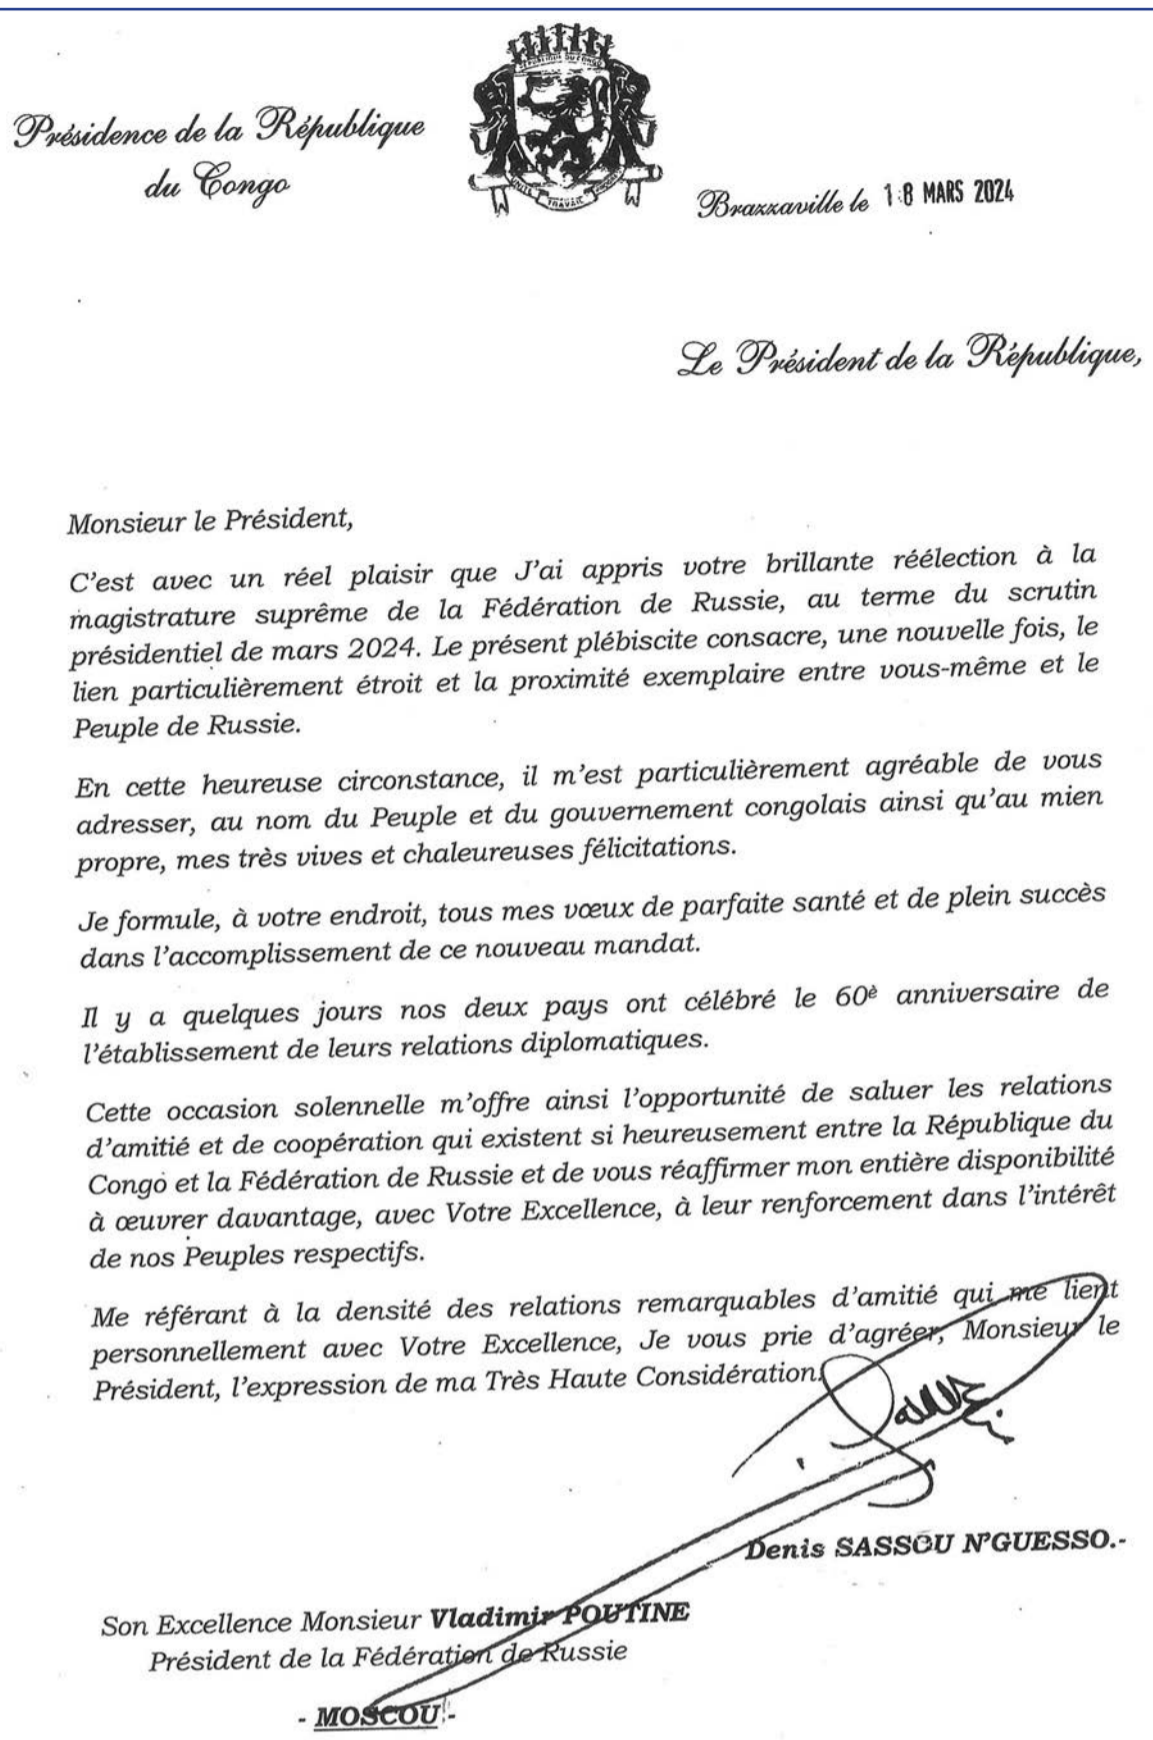 Présidence de la République
du Congo
RÉPUBLIQUE DU CONGO
UNITÉ TRAVAIL PROGRÈS
Brazzaville le 18 MARS 2024
Le Président de la République,
Monsieur le Président,
C'est avec un réel plaisir que J'ai appris votre brillante réélection à la
magistrature suprême de la Fédération de Russie, au terme du scrutin
présidentiel de mars 2024. Le présent plébiscite consacre, une nouvelle fois, le
lien particulièrement étroit et la proximité exemplaire entre vous-même et le
Peuple de Russie.
En cette heureuse circonstance, il m'est particulièrement agréable de vous
adresser, au nom du Peuple et du gouvernement congolais ainsi qu'au mien
propre, mes très vives et chaleureuses félicitations.
Je formule, à votre endroit, tous mes vœux de parfaite santé et de plein succès
dans l'accomplissement de ce nouveau mandat.
Il y a quelques jours nos deux pays ont célébré le 60è anniversaire de
l'établissement de leurs relations diplomatiques.
Cette occasion solennelle m'offre ainsi l'opportunité de saluer les relations
d'amitié et de coopération qui existent si heureusement entre la République du
Congo et la Fédération de Russie et de vous réaffirmer mon entière disponibilité
à œuvrer davantage, avec Votre Excellence, à leur renforcement dans l'intérêt
de nos Peuples respectifs.
Me référant à la densité des relations remarquables d'amitié qui me lient
personnellement avec Votre Excellence, Je vous prie d'agréer, Monsieur le
Président, l'expression de ma Très Haute Considération.
Denis SASSOU N'GUESSO.-
Son Excellence Monsieur Vladimir POUTINE
Président de la Fédération de Russie
- MOSCOU -